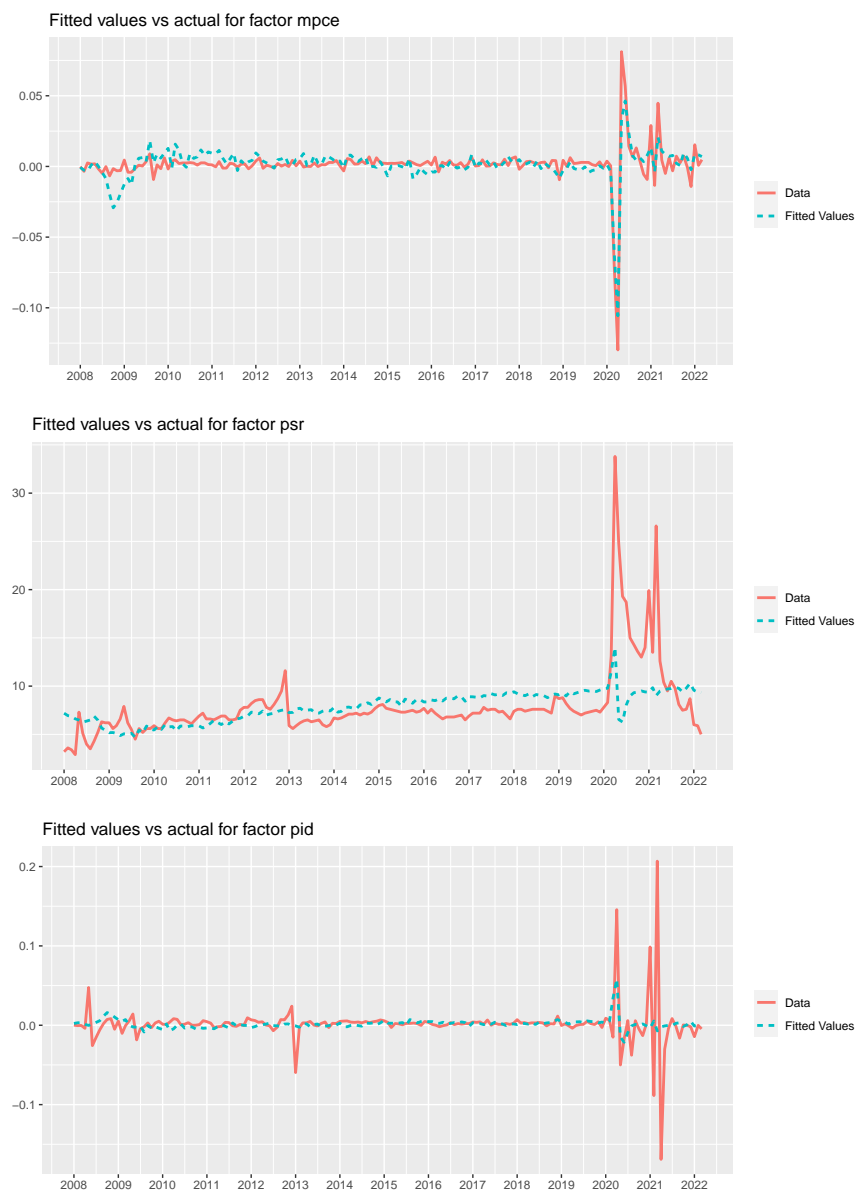 Fitted values vs actual for factor mpce
0.05
0.00
−0.05
−0.10
2008 2009 2010 2011 2012 2013 2014 2015 2016 2017 2018 2019 2020 2021 2022
Data
Fitted Values
Fitted values vs actual for factor psr
30
20
10
2008 2009 2010 2011 2012 2013 2014 2015 2016 2017 2018 2019 2020 2021 2022
Data
Fitted Values
Fitted values vs actual for factor pid
0.2
0.1
0.0
−0.1
2008 2009 2010 2011 2012 2013 2014 2015 2016 2017 2018 2019 2020 2021 2022
Data
Fitted Values